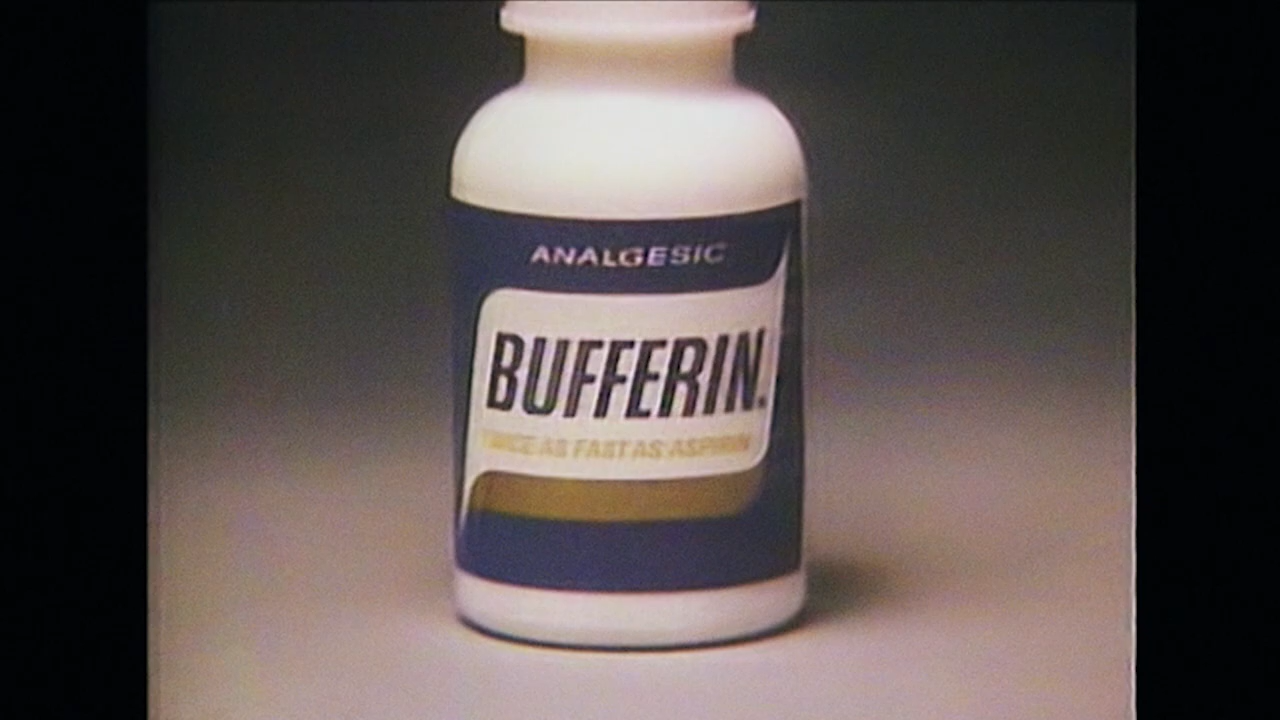 ANALGESIC
BUFFERIN.
TWICE AS FAST AS ASPIRIN